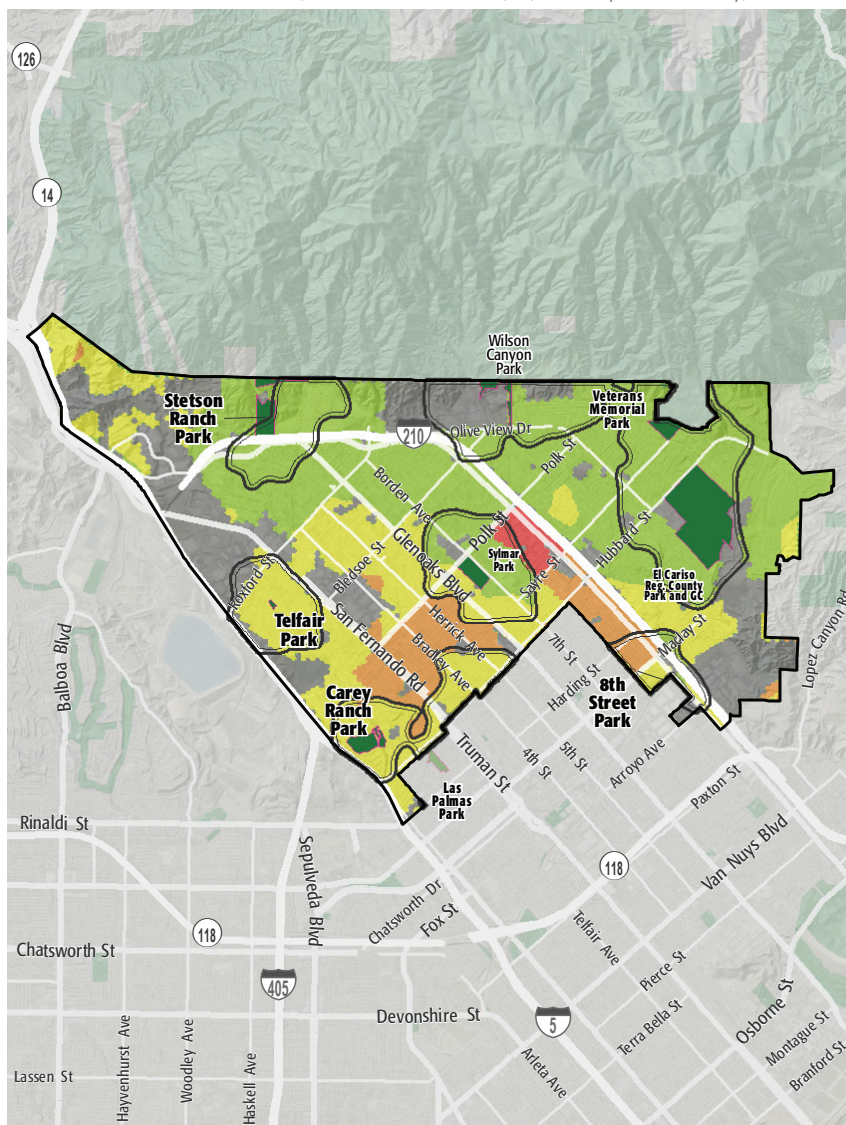 126
14
Wilson
Canyon
Park
Stetson
Ranch
Park
Veterans
Memorial
Park
210
Olive View Dr
Polk St
Borden Ave
Polk St
Glenoaks Blvd
Sylmar
Park
Hubbard St
Sayre St
Bledsoe St
Roxford St
El Cariso
Reg. County
Park and GC
Telfair
Park
San Fernando Rd
Herrick Ave
Bradley Ave
Maclay St
Lopez Canyon Rd
7th St
Harding St
8th
Street
Park
Balboa Blvd
Carey
Ranch
Park
Truman St
4th St
5th St
Arroyo Ave
Paxton St
Las
Palmas
Park
Rinaldi St
Sepulveda Blvd
Van Nuys Blvd
118
Chatsworth Dr
Fox St
118
Chatsworth St
Telfair Ave
Pierce St
405
Devonshire St
5
Terra Bella St
Osborne St
Montague St
Branford St
Hayvenhurst Ave
Woodley Ave
Haskell Ave
Arleta Ave
Lassen St